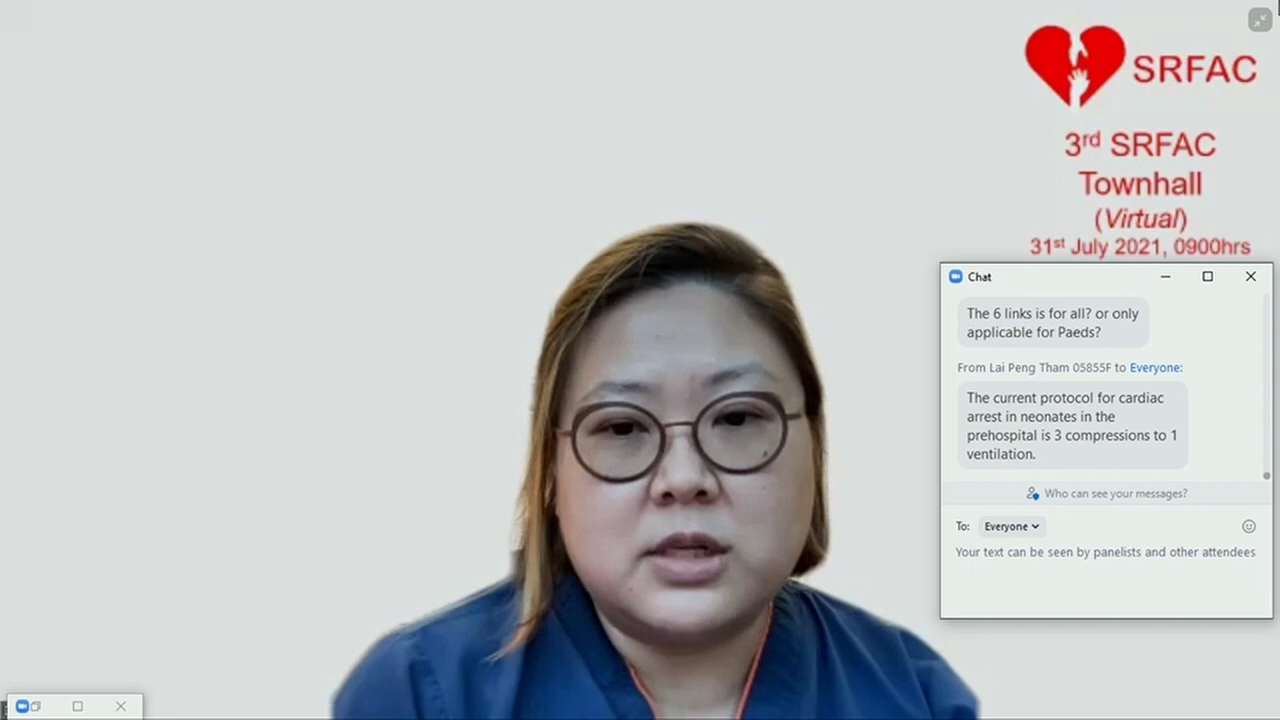 SRFAC
3rd SRFAC
Townhall
(Virtual)
31st July 2021, 0900hrs
Chat
The 6 links is for all? or only
applicable for Paeds?
From Lai Peng Tham 05855F to Everyone:
The current protocol for cardiac
arrest in neonates in the
prehospital is 3 compressions to 1
ventilation.
Who can see your messages?
To: Everyone
Your text can be seen by panelists and other attendees